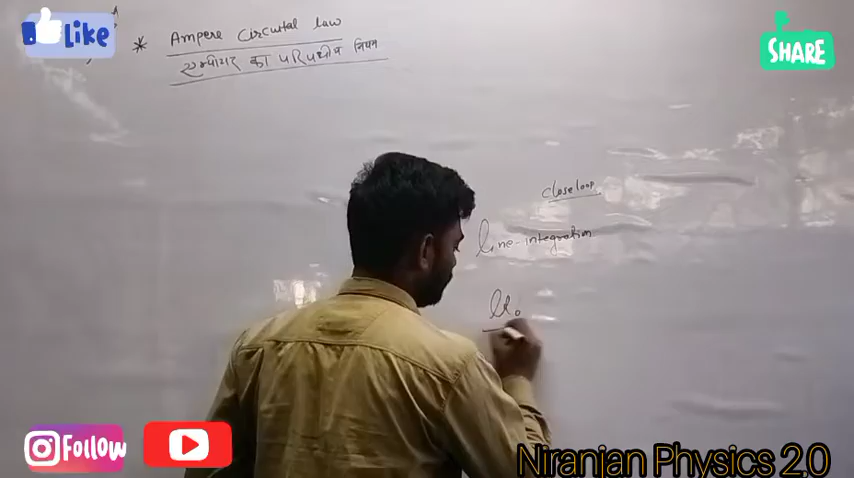 Like
* Ampere Circuital law
एम्पीयर का परिपथीय नियम
SHARE
close loop
line-integration
μ₀
Follow
Niranjan Physics 2.0